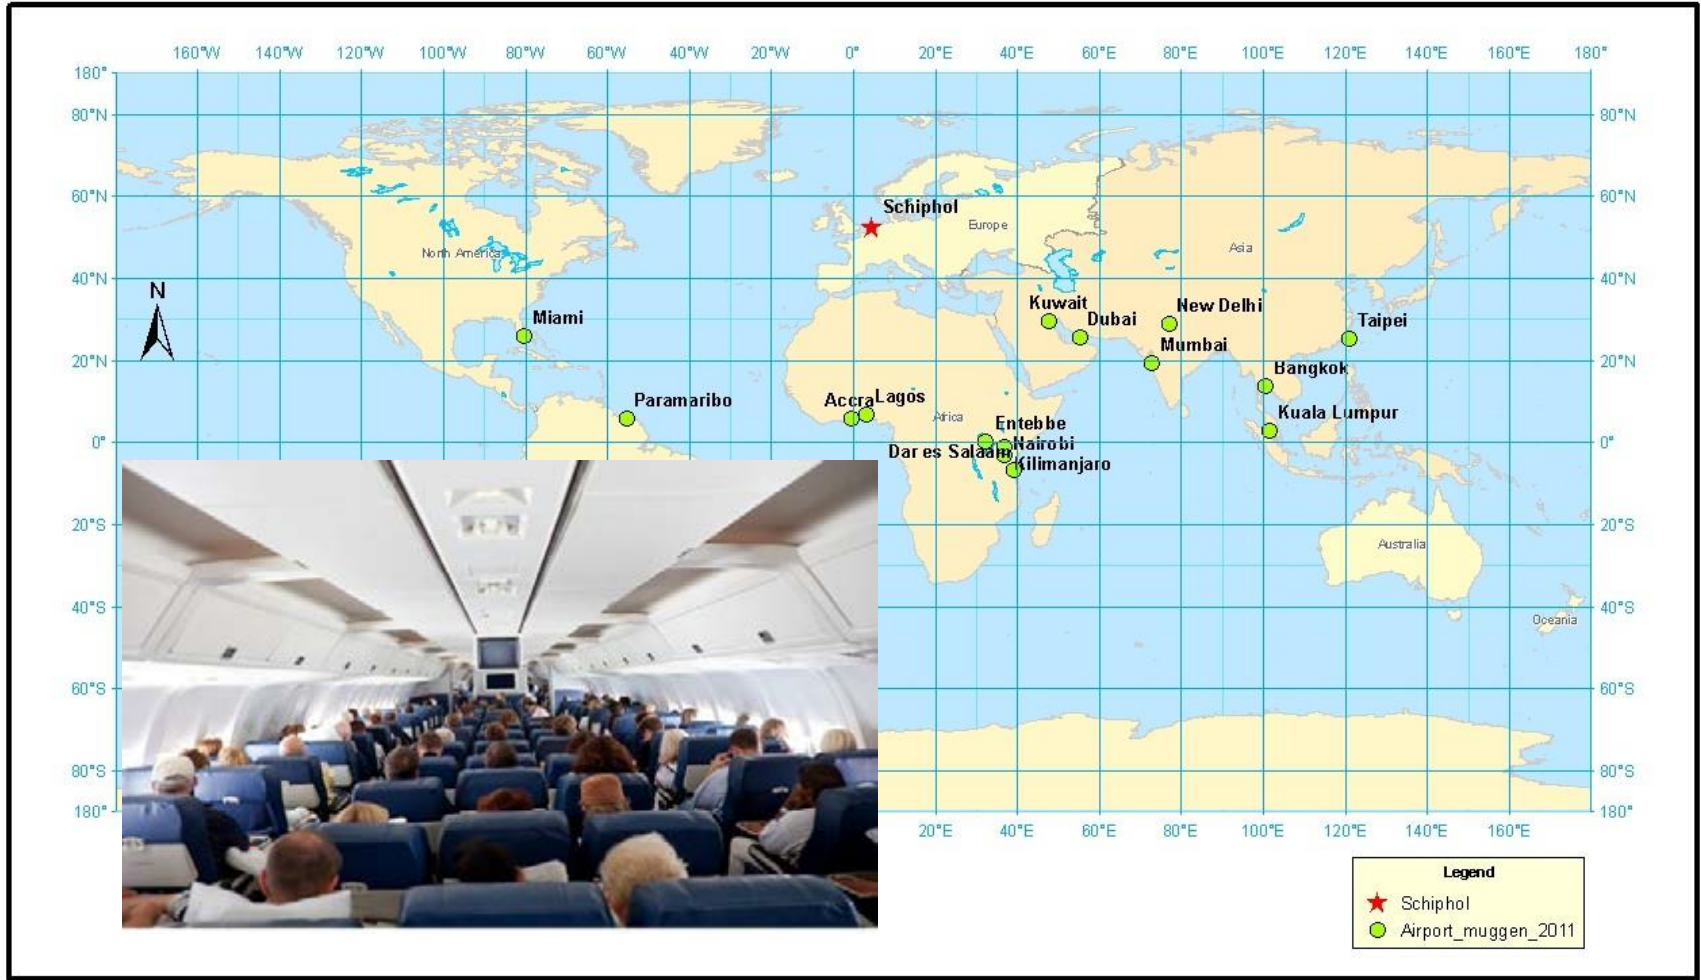 160°W 140°W 120°W 100°W 80°W 60°W 40°W 20°W 0° 20°E 40°E 60°E 80°E 100°E 120°E 140°E 160°E 180°
180° 180°
80°N 80°N
60°N 60°N
Schiphol
Europe
Asia
North America
40°N 40°N
N
Kuwait
New Delhi
Miami
Dubai
Taipei
Mumbai
20°N 20°N
Bangkok
Paramaribo
Accra Lagos
Kuala Lumpur
Africa
Entebbe
0° 0°
Nairobi
Dar es Salaam
Kilimanjaro
20°S 20°S
Australia
40°S 40°S
Oceania
60°S 60°S
80°S 80°S
180° 180°
20°E 40°E 60°E 80°E 100°E 120°E 140°E 160°E
Legend
Schiphol
Airport_muggen_2011